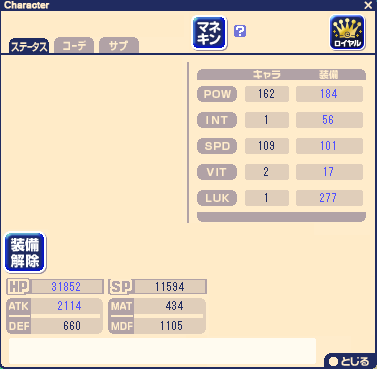 Character
ステータス コーデ サブ マネキン ? ロイヤル
キャラ 装備
POW 162 184
INT 1 56
SPD 109 101
VIT 2 17
LUK 1 277
装備
解除
HP 31852 SP 11594
ATK 2114 MAT 434
DEF 660 MDF 1105
とじる